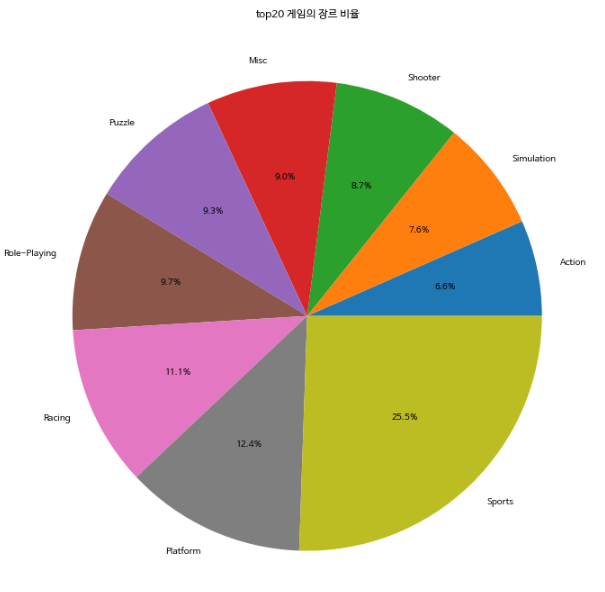 top20 게임의 장르 비율
Misc
Shooter
Puzzle
Simulation
9.0%
8.7%
9.3%
7.6%
Role-Playing
Action
9.7%
6.6%
11.1%
Racing
25.5%
12.4%
Sports
Platform